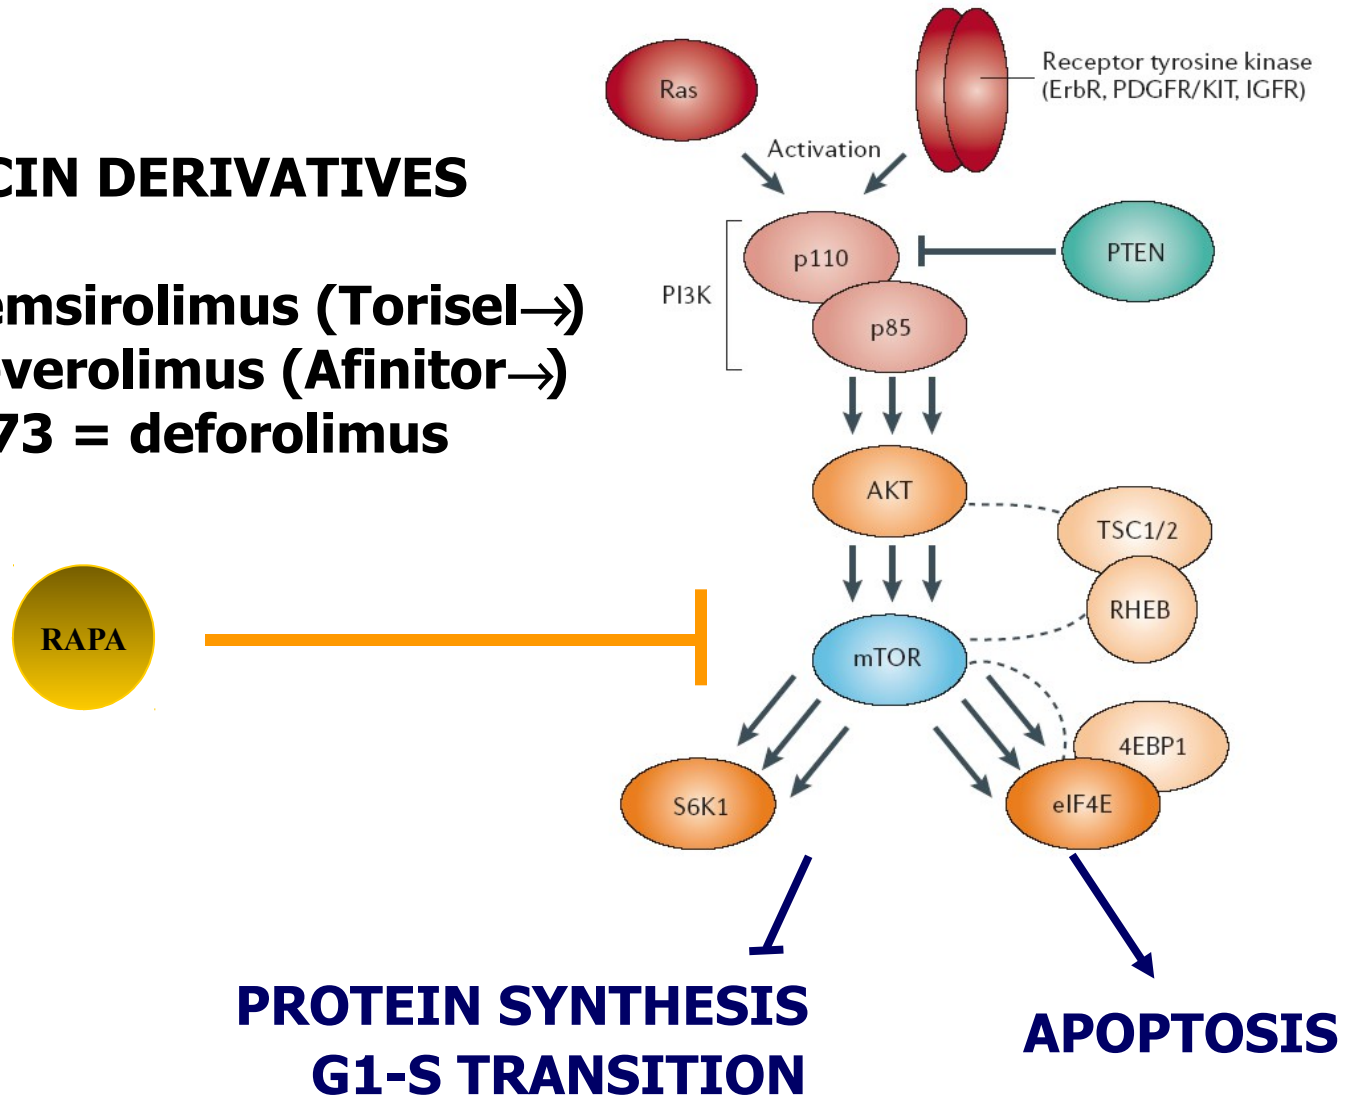 CIN DERIVATIVES
emsirolimus (Torisel→)
verolimus (Afinitor→)
73 = deforolimus
Ras
Receptor tyrosine kinase
(ErbR, PDGFR/KIT, IGFR)
Activation
p110
PTEN
PI3K
p85
AKT
TSC1/2
RHEB
RAPA
mTOR
4EBP1
S6K1
eIF4E
PROTEIN SYNTHESIS
G1-S TRANSITION
APOPTOSIS